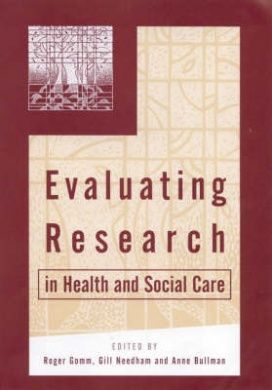 Evaluating
Research
in Health and Social Care
EDITED BY
Roger Gomm, Gill Needham and Anne Bullman